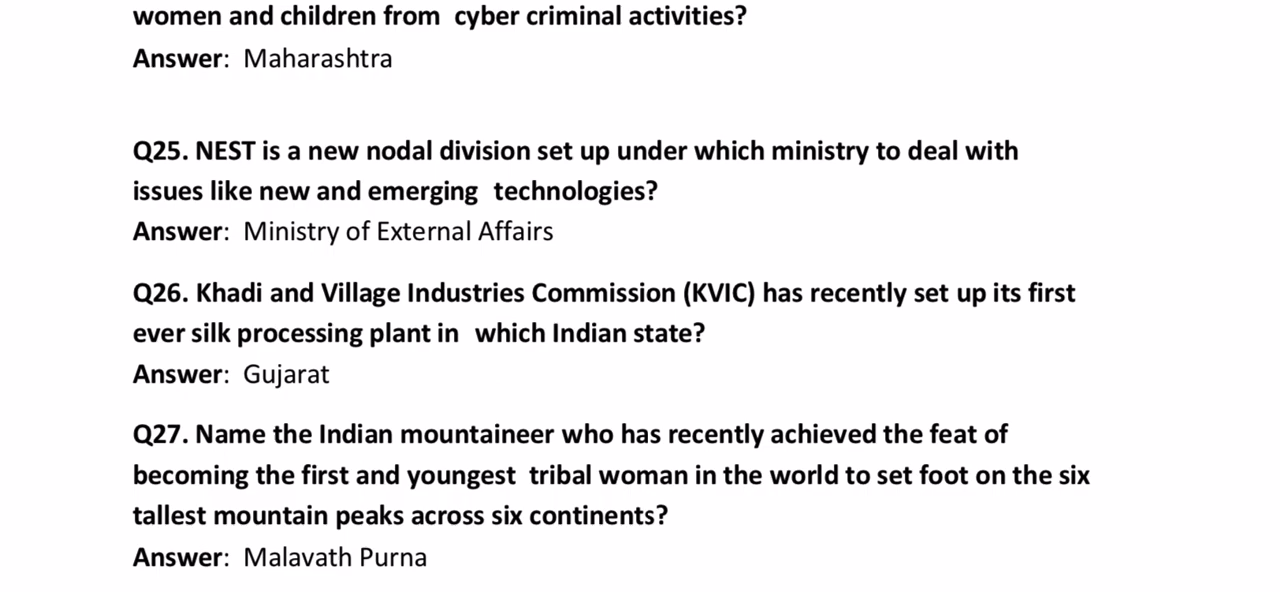 women and children from cyber criminal activities?
Answer: Maharashtra
Q25. NEST is a new nodal division set up under which ministry to deal with
issues like new and emerging technologies?
Answer: Ministry of External Affairs
Q26. Khadi and Village Industries Commission (KVIC) has recently set up its first
ever silk processing plant in which Indian state?
Answer: Gujarat
Q27. Name the Indian mountaineer who has recently achieved the feat of
becoming the first and youngest tribal woman in the world to set foot on the six
tallest mountain peaks across six continents?
Answer: Malavath Purna